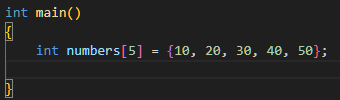 int main()
{
    int numbers[5] = {10, 20, 30, 40, 50};
}